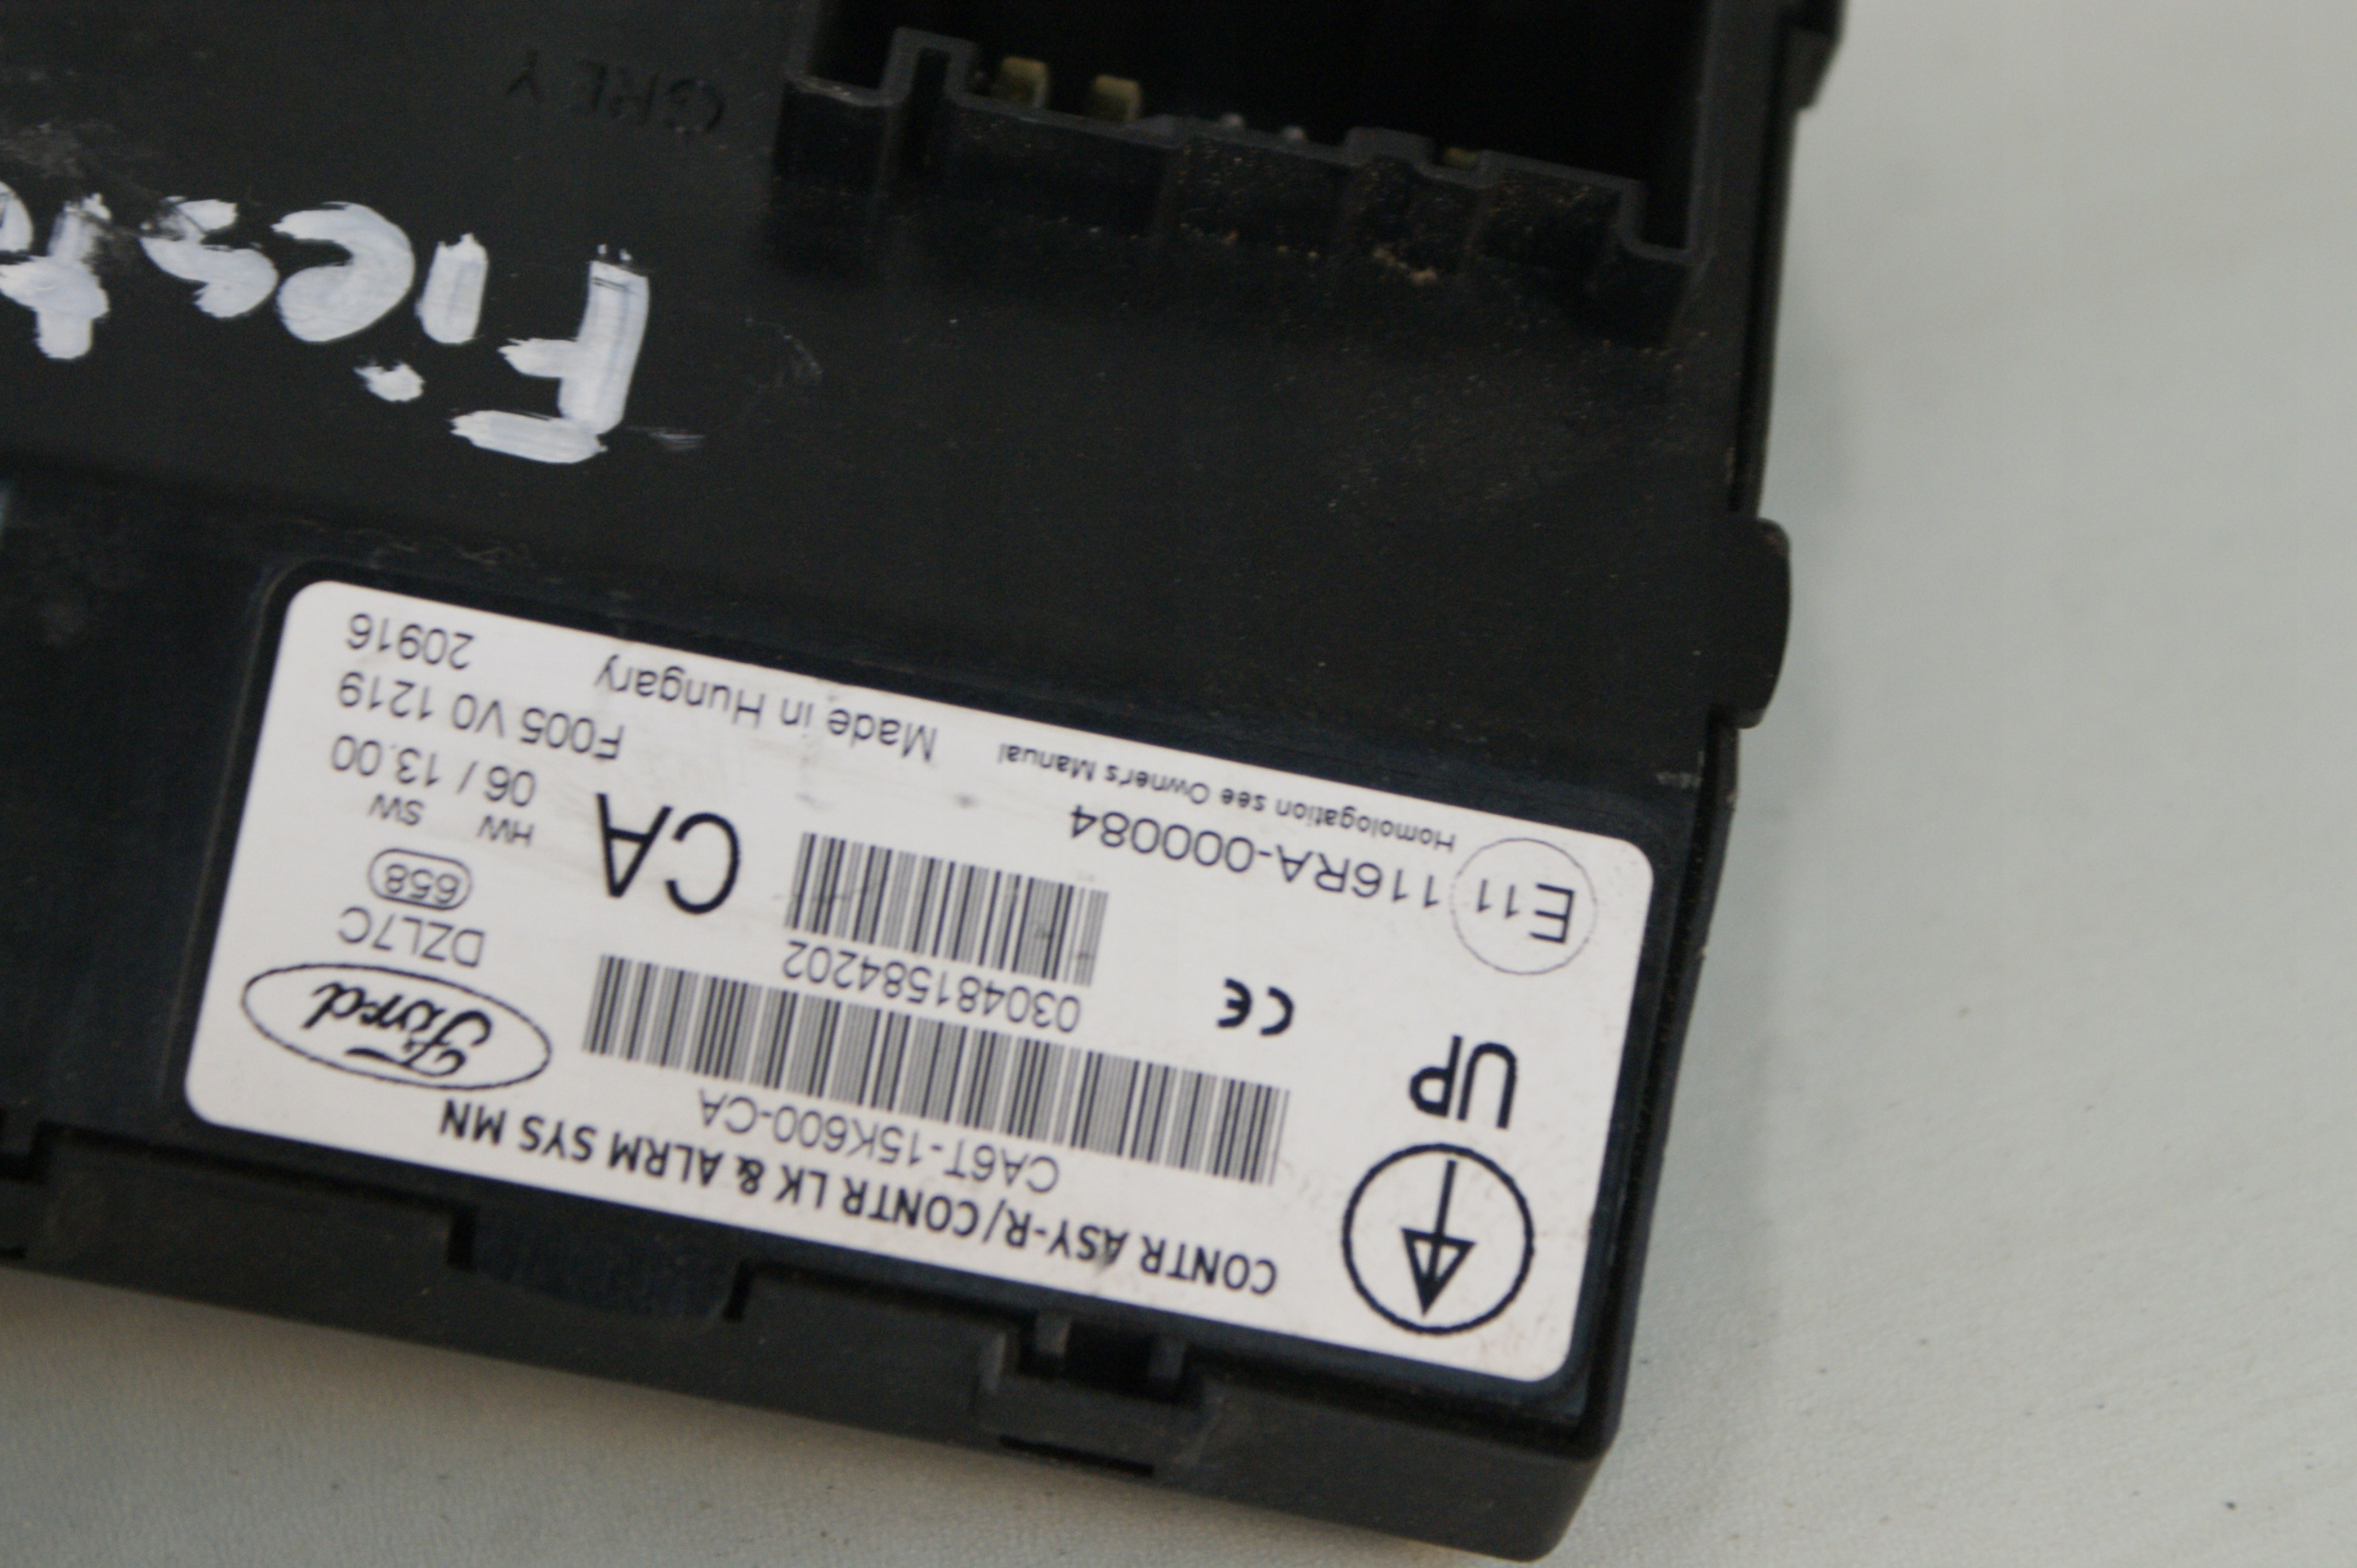 CONTR ASY-R/CONTR LK & ALRM SYS MN
CA6T-15K600-CA
UP
Ford
030481584202
CE
DZL7C
658
CA
E11 116RA-000084
HW SW
06 / 13.00
Homologation see Owner's Manual
F005 V0 1219
Made in Hungary
20916
Fiest
GREY